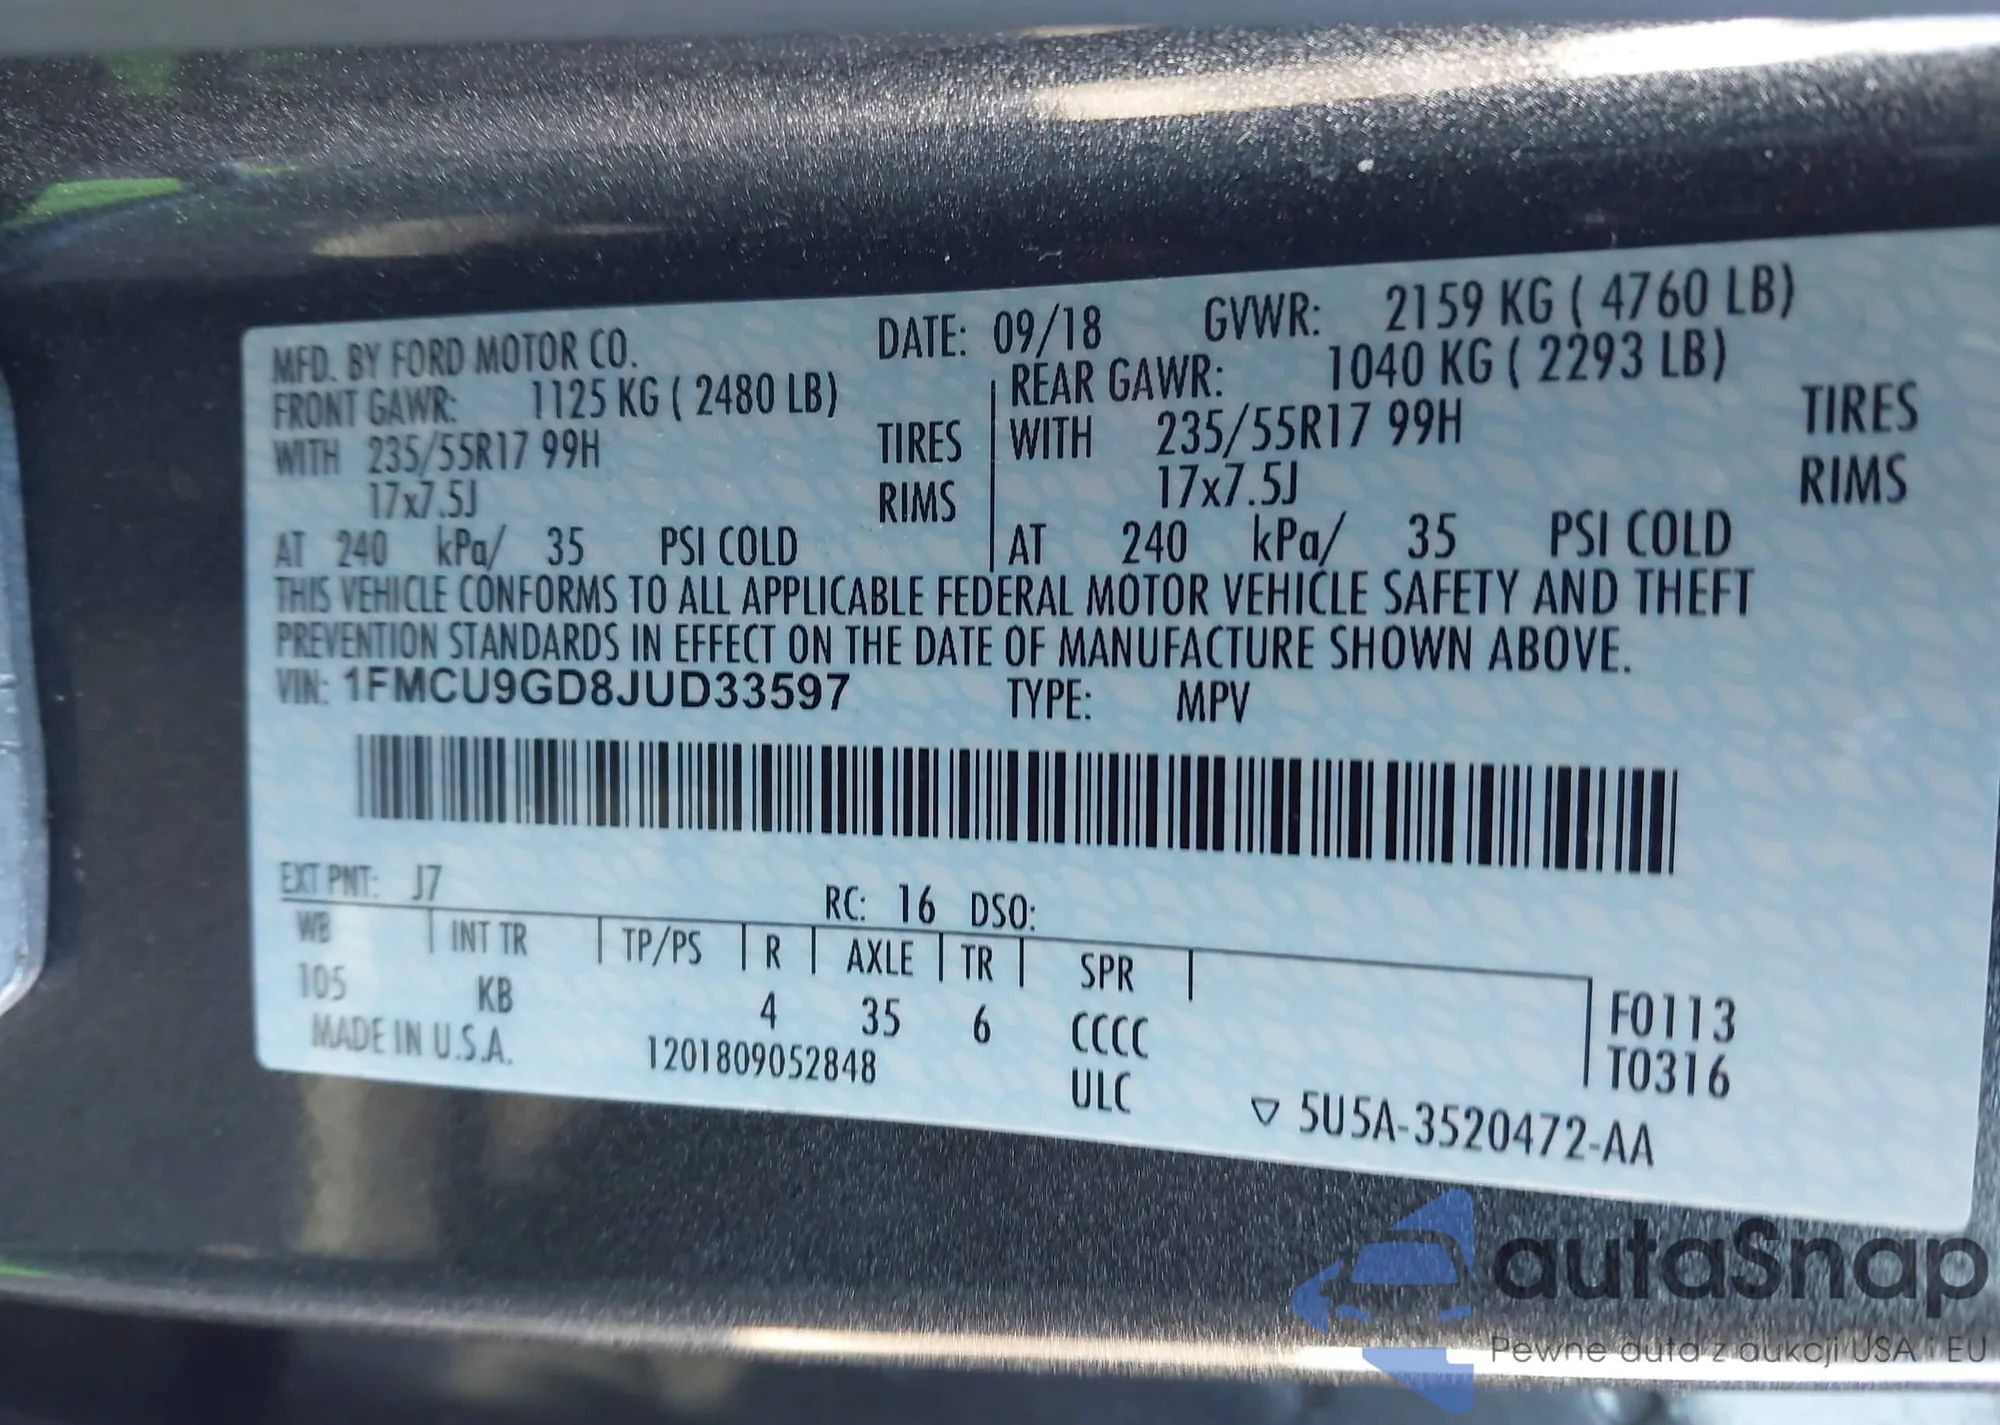 MFD. BY FORD MOTOR CO. DATE: 09/18 GVWR: 2159 KG ( 4760 LB)
FRONT GAWR: 1125 KG ( 2480 LB) REAR GAWR: 1040 KG ( 2293 LB)
WITH 235/55R17 99H TIRES WITH 235/55R17 99H TIRES
17x7.5J RIMS 17x7.5J RIMS
AT 240 kPa/ 35 PSI COLD AT 240 kPa/ 35 PSI COLD
THIS VEHICLE CONFORMS TO ALL APPLICABLE FEDERAL MOTOR VEHICLE SAFETY AND THEFT
PREVENTION STANDARDS IN EFFECT ON THE DATE OF MANUFACTURE SHOWN ABOVE.
VIN: 1FMCU9GD8JUD33597 TYPE: MPV
EXT PNT: J7 RC: 16 DSO:
WB INT TR TP/PS R AXLE TR SPR
105 KB 4 35 6 CCCC F0113
MADE IN U.S.A. 1201809052848 ULC T0316
▽ 5U5A-3520472-AA
autaSnap
Pewne auta z aukcji USA i EU